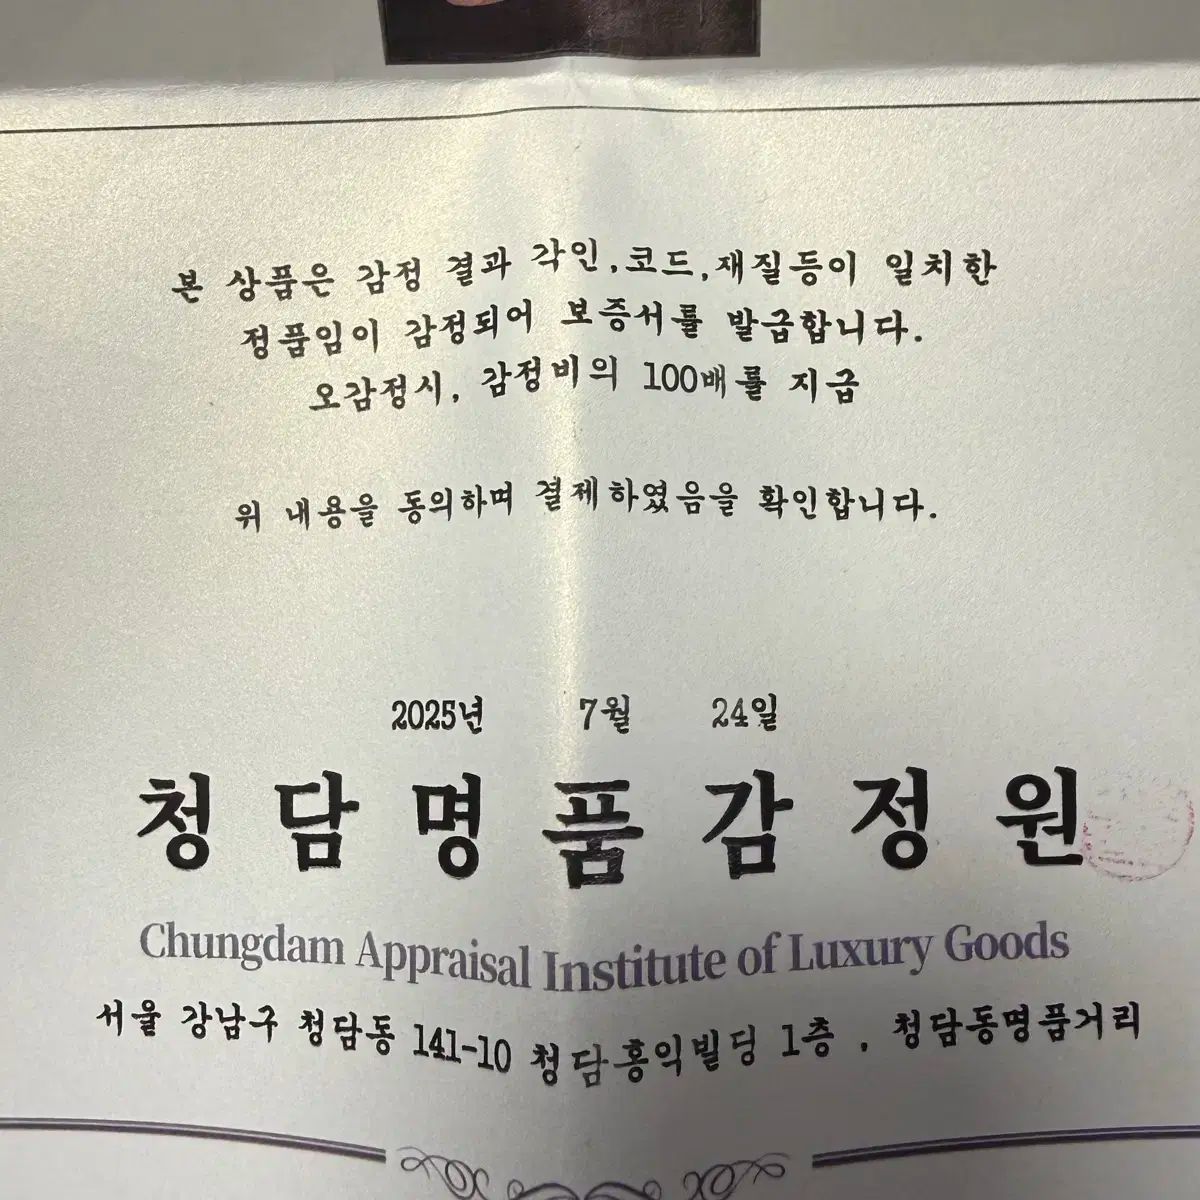 본 상품은 감정 결과 각인,코드,재질등이 일치한
정품임이 감정되어 보증서를 발급합니다.
오감정시, 감정비의 100배를 지급
위 내용을 동의하며 결제하였음을 확인합니다.
2025년 7월 24일
청담명품감정원
Chungdam Appraisal Institute of Luxury Goods
서울 강남구 청담동 141-10 청담홍익빌딩 1층 , 청담동명품거리